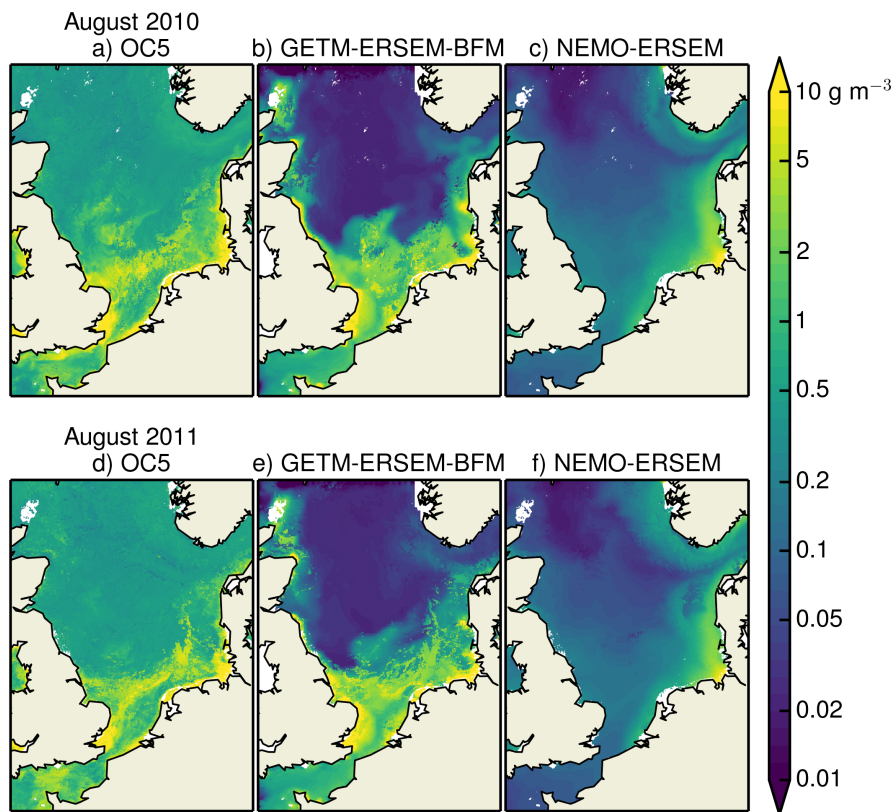 August 2010
a) OC5
b) GETM-ERSEM-BFM
c) NEMO-ERSEM
10 g m⁻³
5
2
1
0.5
0.2
0.1
0.05
0.02
0.01
August 2011
d) OC5
e) GETM-ERSEM-BFM
f) NEMO-ERSEM